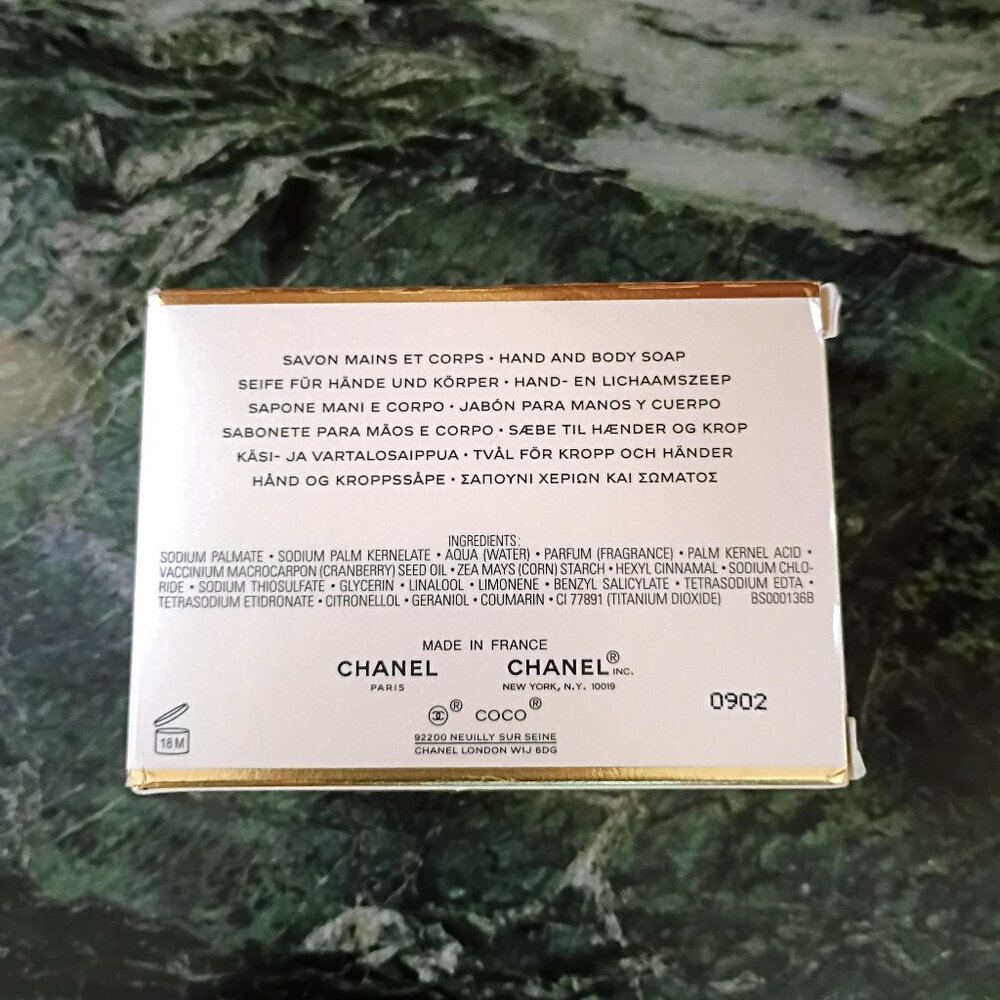 SAVON MAINS ET CORPS • HAND AND BODY SOAP
SEIFE FÜR HÄNDE UND KÖRPER • HAND- EN LICHAAMSZEEP
SAPONE MANI E CORPO • JABÓN PARA MANOS Y CUERPO
SABONETE PARA MÃOS E CORPO • SÆBE TIL HÆNDER OG KROP
KÄSI- JA VARTALOSAIPPUA • TVÅL FÖR KROPP OCH HÄNDER
HÅND OG KROPPSSÅPE • ΣΑΠΟΥΝΙ ΧΕΡΙΩΝ ΚΑΙ ΣΩΜΑΤΟΣ
INGREDIENTS:
SODIUM PALMATE • SODIUM PALM KERNELATE • AQUA (WATER) • PARFUM (FRAGRANCE) • PALM KERNEL ACID •
VACCINIUM MACROCARPON (CRANBERRY) SEED OIL • ZEA MAYS (CORN) STARCH • HEXYL CINNAMAL • SODIUM CHLO-
RIDE • SODIUM THIOSULFATE • GLYCERIN • LINALOOL • LIMONENE • BENZYL SALICYLATE • TETRASODIUM EDTA •
TETRASODIUM ETIDRONATE • CITRONELLOL • GERANIOL • COUMARIN • CI 77891 (TITANIUM DIOXIDE) BS000136B
MADE IN FRANCE
CHANEL CHANEL® INC.
PARIS NEW YORK, N.Y. 10019
® COCO®
0902
92200 NEUILLY SUR SEINE
CHANEL LONDON W1J 6DG
18 M